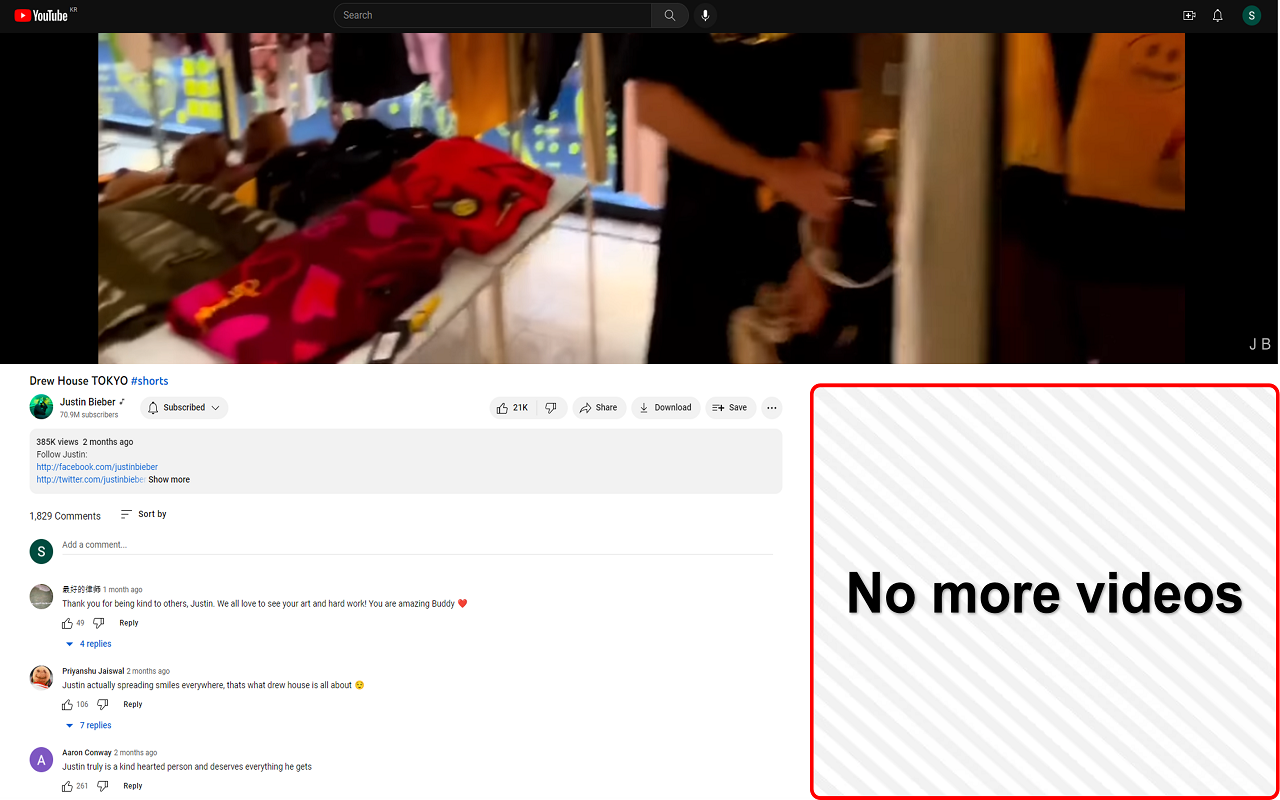 YouTube KR
Search
S
J B
Drew House TOKYO #shorts
Justin Bieber
70.9M subscribers
Subscribed
21K
Share
Download
Save
385K views 2 months ago
Follow Justin:
http://facebook.com/justinbieber
http://twitter.com/justinbieber Show more
1,829 Comments
Sort by
S
Add a comment...
最好的律师 1 month ago
Thank you for being kind to others, Justin. We all love to see your art and hard work! You are amazing Buddy ❤️
49
Reply
4 replies
Priyanshu Jaiswal 2 months ago
Justin actually spreading smiles everywhere, thats what drew house is all about 😌
106
Reply
7 replies
A
Aaron Conway 2 months ago
Justin truly is a kind hearted person and deserves everything he gets
261
Reply
No more videos